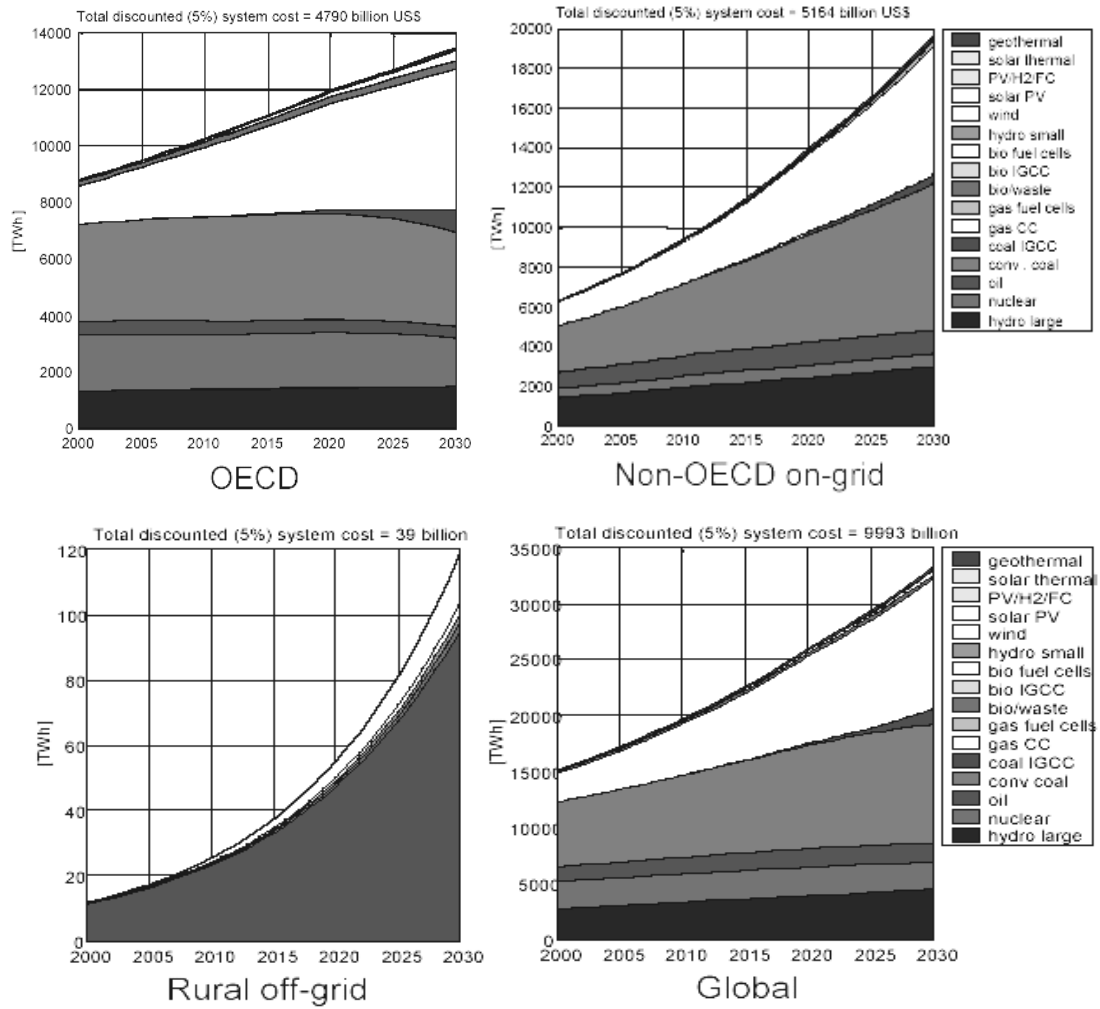 Total discounted (5%) system cost = 4790 billion US$
14000
12000
10000
8000
6000
4000
2000
0
[TWh]
2000 2005 2010 2015 2020 2025 2030
OECD
Total discounted (5%) system cost = 5164 billion US$
20000
18000
16000
14000
12000
10000
8000
6000
4000
2000
0
[TWh]
2000 2005 2010 2015 2020 2025 2030
Non-OECD on-grid
geothermal
solar thermal
PV/H2/FC
solar PV
wind
hydro small
bio fuel cells
bio IGCC
bio/waste
gas fuel cells
gas CC
coal IGCC
conv . coal
oil
nuclear
hydro large
Total discounted (5%) system cost = 39 billion
120
100
80
60
40
20
0
[TWh]
2000 2005 2010 2015 2020 2025 2030
Rural off-grid
Total discounted (5%) system cost = 9993 billion
35000
30000
25000
20000
15000
10000
5000
0
[TWh]
2000 2005 2010 2015 2020 2025 2030
Global
geothermal
solar thermal
PV/H2/FC
solar PV
wind
hydro small
bio fuel cells
bio IGCC
bio/waste
gas fuel cells
gas CC
coal IGCC
conv coal
oil
nuclear
hydro large